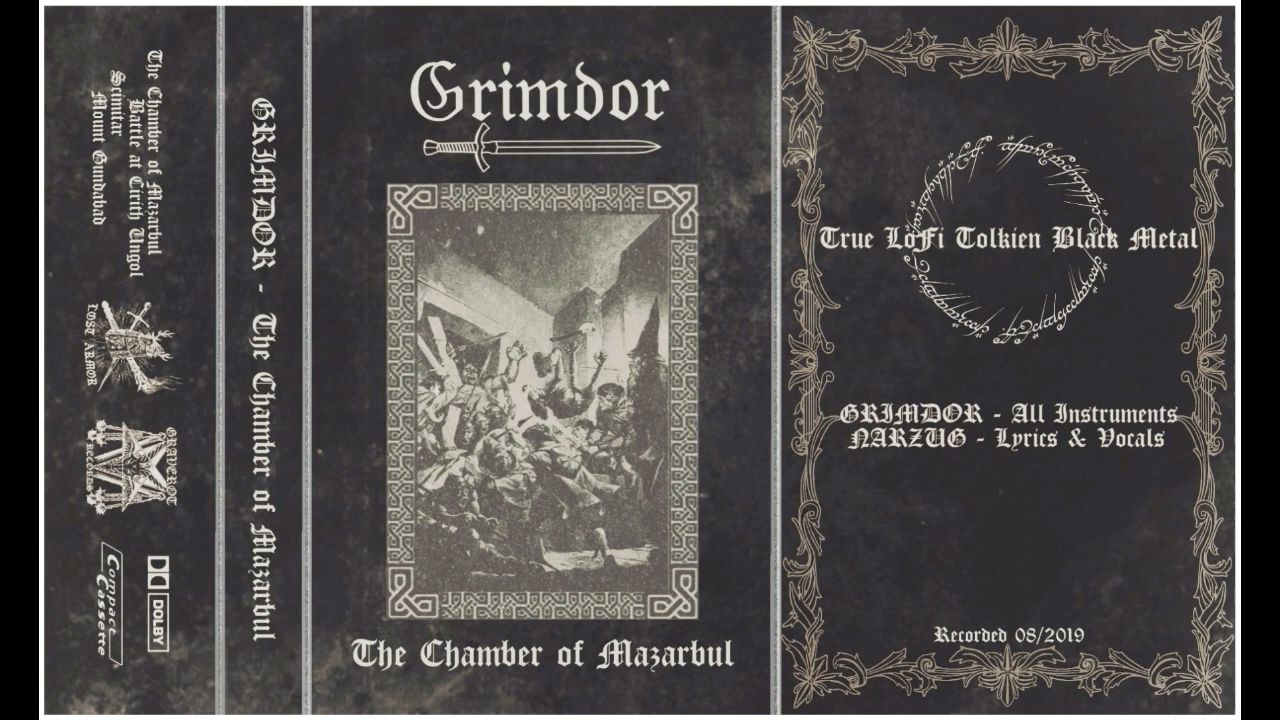 The Chamber of Mazarbul
Battle at Cirith Ungol
Scimitar
Mount Gundabad
LOST ARMOR
GRADEROT
Records
DOLBY
Compact
Cassette
GRIMDOR - The Chamber of Mazarbul
Grimdor
The Chamber of Mazarbul
True LoFi Tolkien Black Metal
GRIMDOR - All Instruments
NARZUG - Lyrics & Vocals
Recorded 08/2019